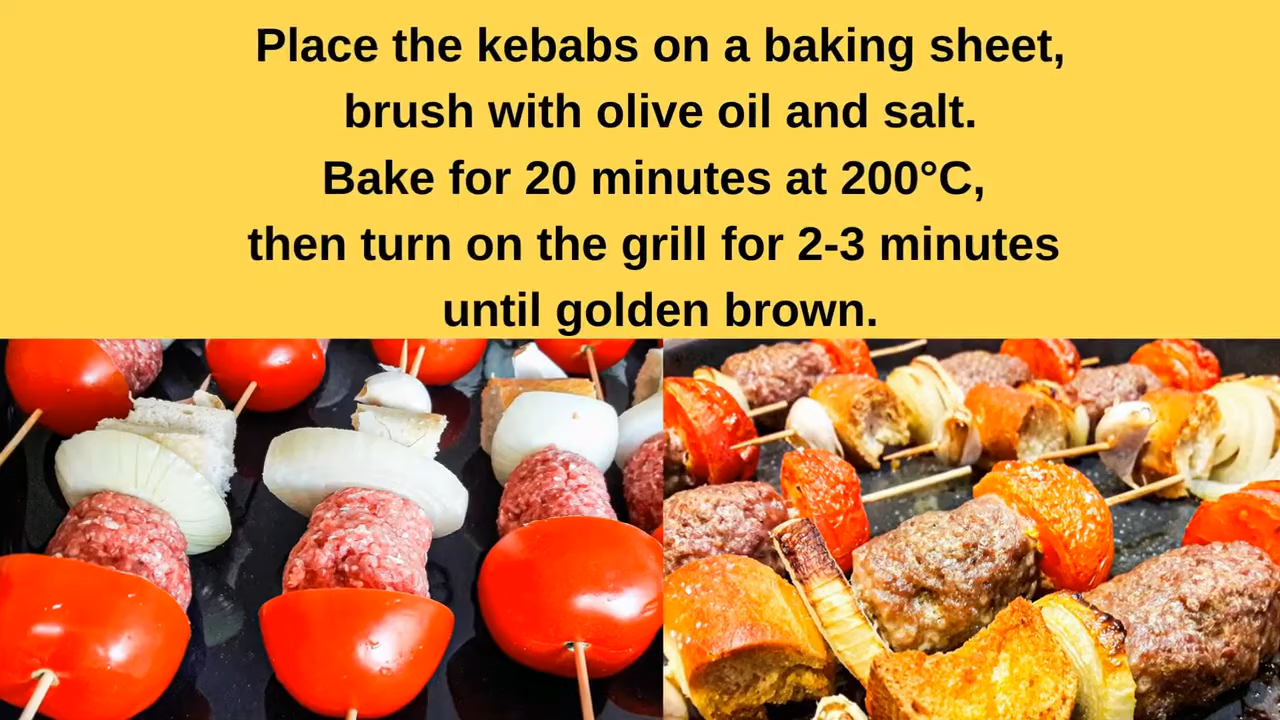 Place the kebabs on a baking sheet,
brush with olive oil and salt.
Bake for 20 minutes at 200°C,
then turn on the grill for 2-3 minutes
until golden brown.